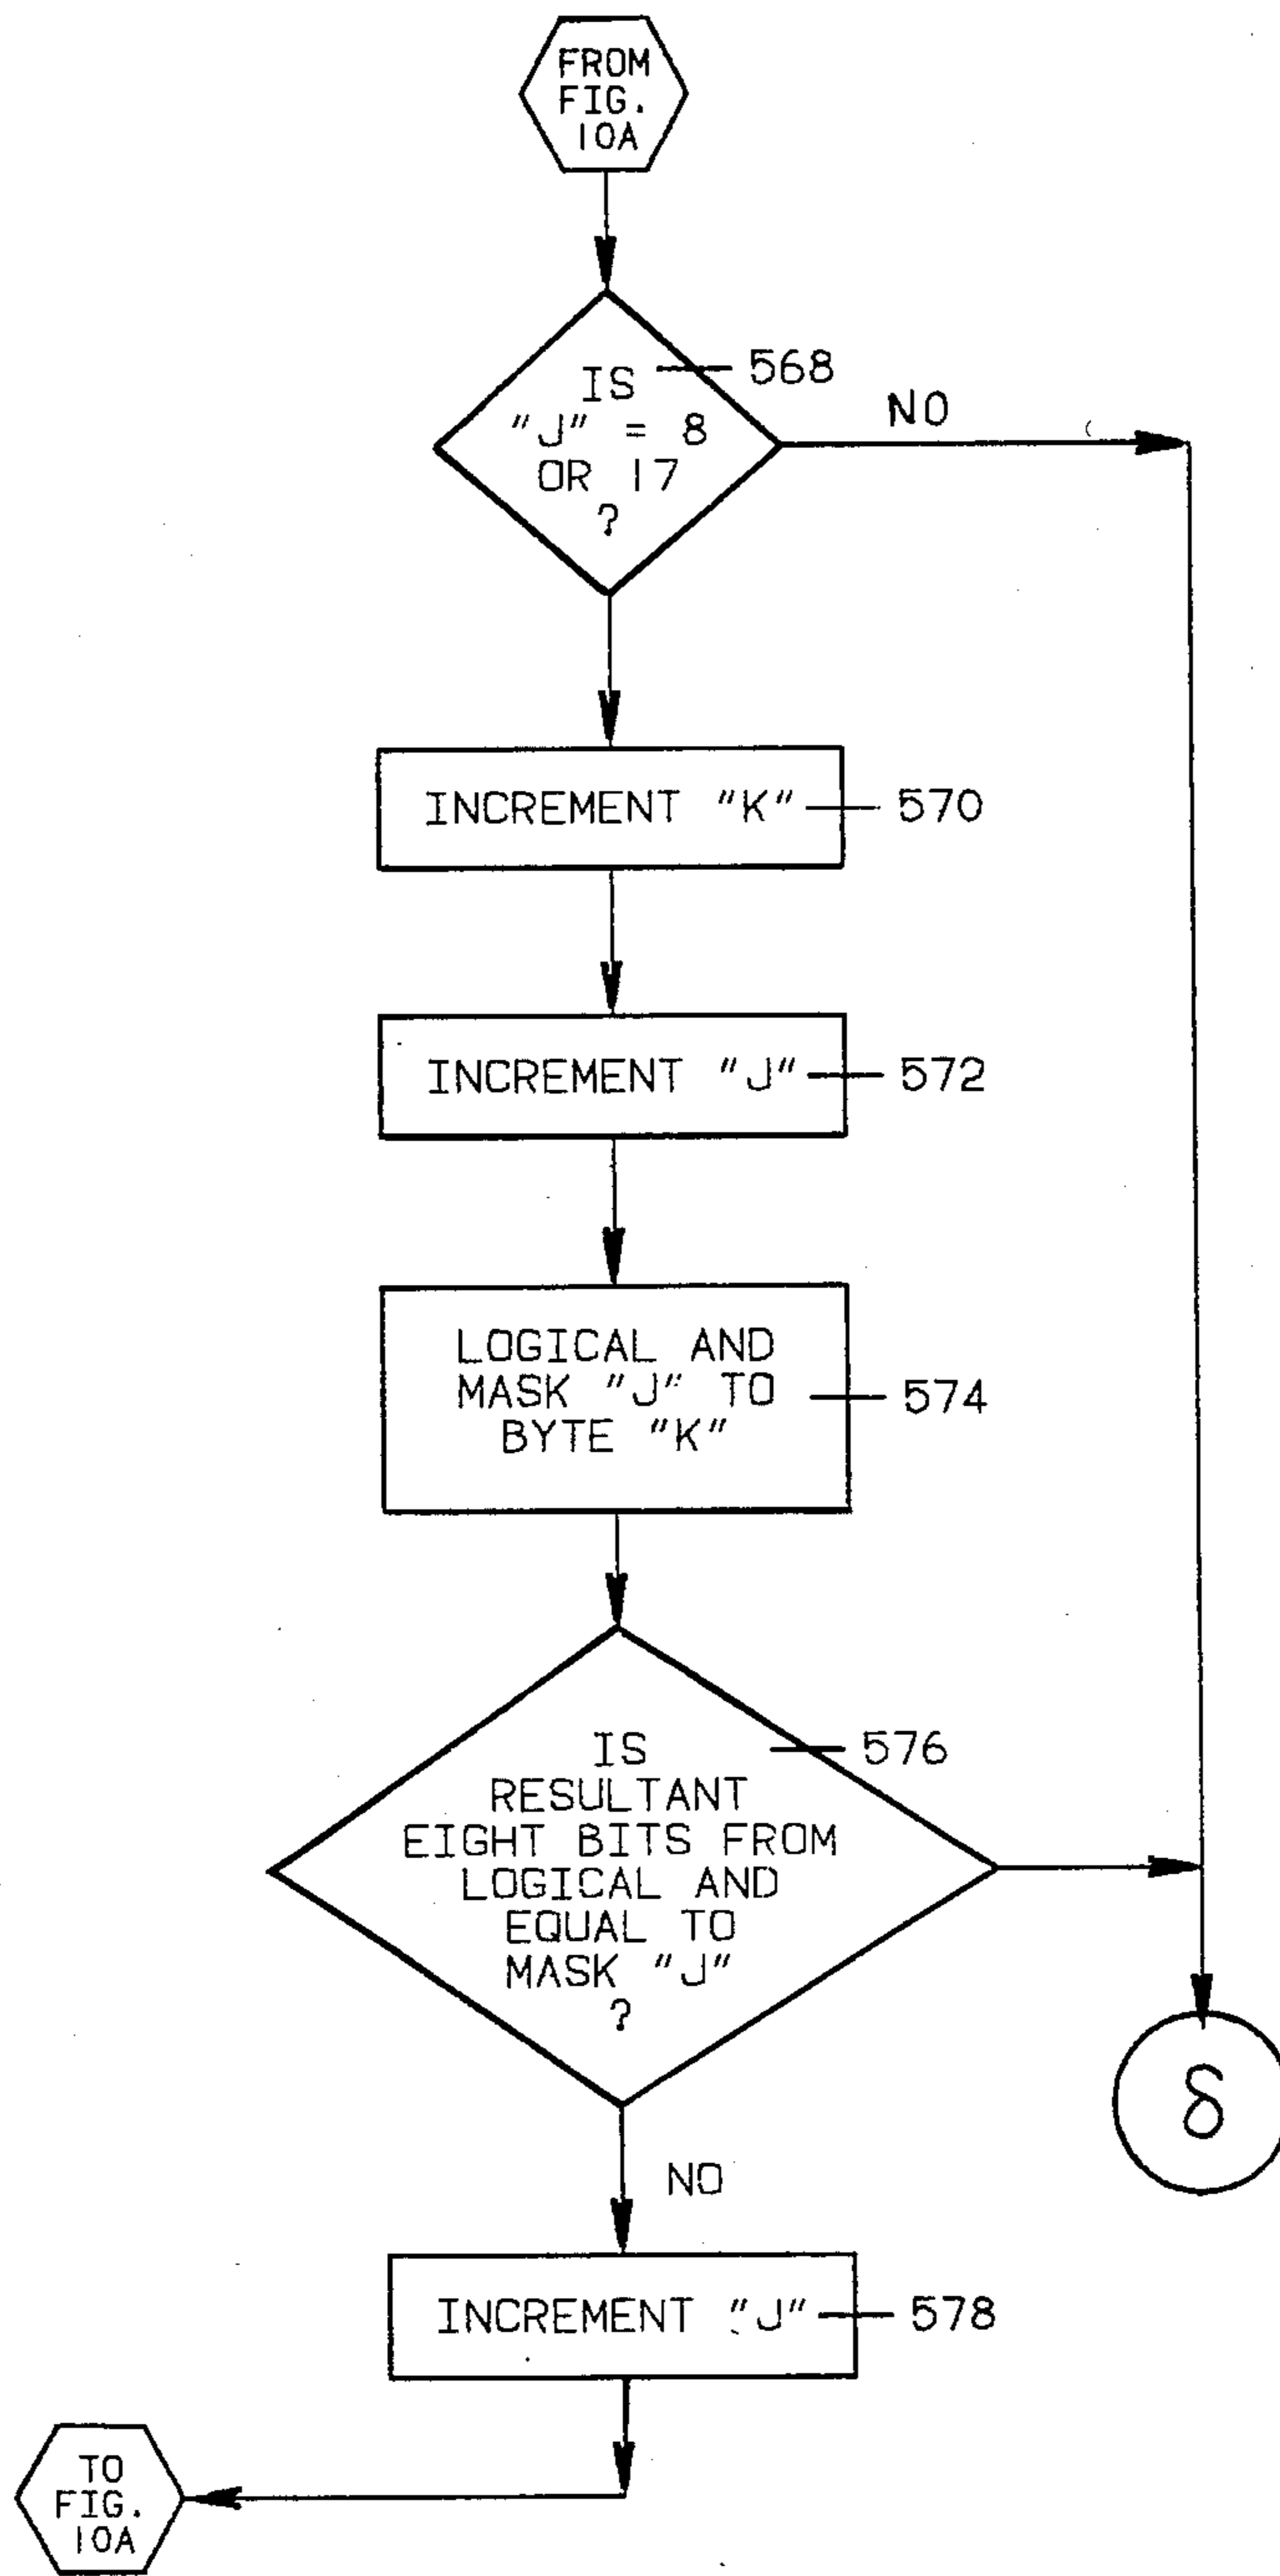 FROM
FIG.
10A
IS
"J" = 8
OR 17
?
568
NO
INCREMENT "K"
570
INCREMENT "J"
572
LOGICAL AND
MASK "J" TO
BYTE "K"
574
IS
RESULTANT
EIGHT BITS FROM
LOGICAL AND
EQUAL TO
MASK "J"
?
576
δ
NO
INCREMENT "J"
578
TO
FIG.
10A